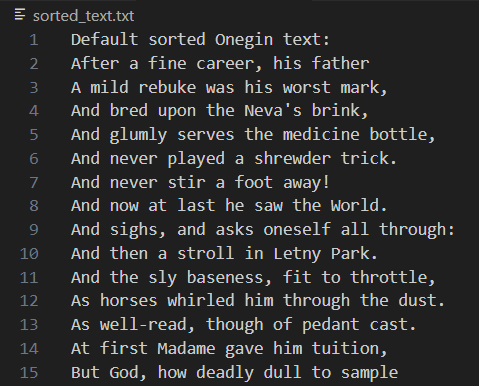 sorted_text.txt
1 Default sorted Onegin text:
2 After a fine career, his father
3 A mild rebuke was his worst mark,
4 And bred upon the Neva's brink,
5 And glumly serves the medicine bottle,
6 And never played a shrewder trick.
7 And never stir a foot away!
8 And now at last he saw the World.
9 And sighs, and asks oneself all through:
10 And then a stroll in Letny Park.
11 And the sly baseness, fit to throttle,
12 As horses whirled him through the dust.
13 As well-read, though of pedant cast.
14 At first Madame gave him tuition,
15 But God, how deadly dull to sample